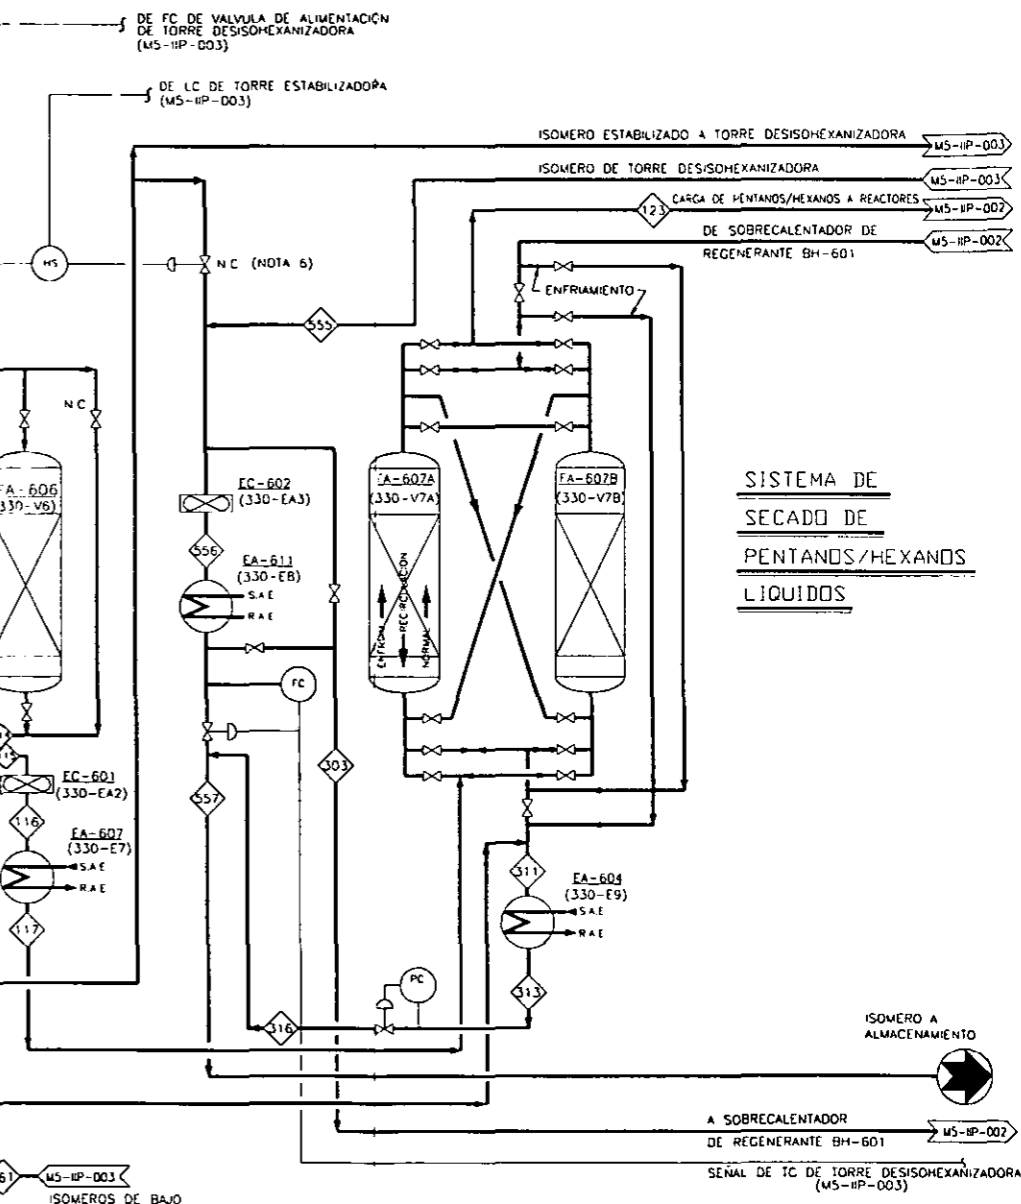 DE FC DE VALVULA DE ALIMENTACION
DE TORRE DESISOHEXANIZADORA
(M5-IIP-003)
DE LC DE TORRE ESTABILIZADORA
(M5-IIP-003)
ISOMERO ESTABILIZADO A TORRE DESISOHEXANIZADORA
M5-IIP-003
ISOMERO DE TORRE DESISOHEXANIZADORA
M5-IIP-003
123
CARGA DE PENTANOS/HEXANOS A REACTORES
M5-IIP-002
DE SOBRECALENTADOR DE
REGENERANTE BH-601
M5-IIP-002
HS
N.C (NOTA 6)
ENFRIAMIENTO
555
N.C
FA-606
(330-V6)
EC-602
(330-EA3)
FA-607A
(330-V7A)
FA-607B
(330-V7B)
SISTEMA DE
SECADO DE
PENTANOS/HEXANOS
LIQUIDOS
556
EA-611
(330-E8)
S.A.E
R.A.E
ENFRIM
RECIRCULACION
NORMAL
FC
303
557
115
EC-601
(330-EA2)
116
EA-607
(330-E7)
S.A.E
R.A.E
117
311
EA-604
(330-E9)
S.A.E
R.A.E
313
PC
316
ISOMERO A
ALMACENAMIENTO
A SOBRECALENTADOR
DE REGENERANTE BH-601
M5-IIP-002
SEÑAL DE TC DE TORRE DESISOHEXANIZADORA
(M5-IIP-003)
61
M5-IIP-003
ISOMEROS DE BAJO